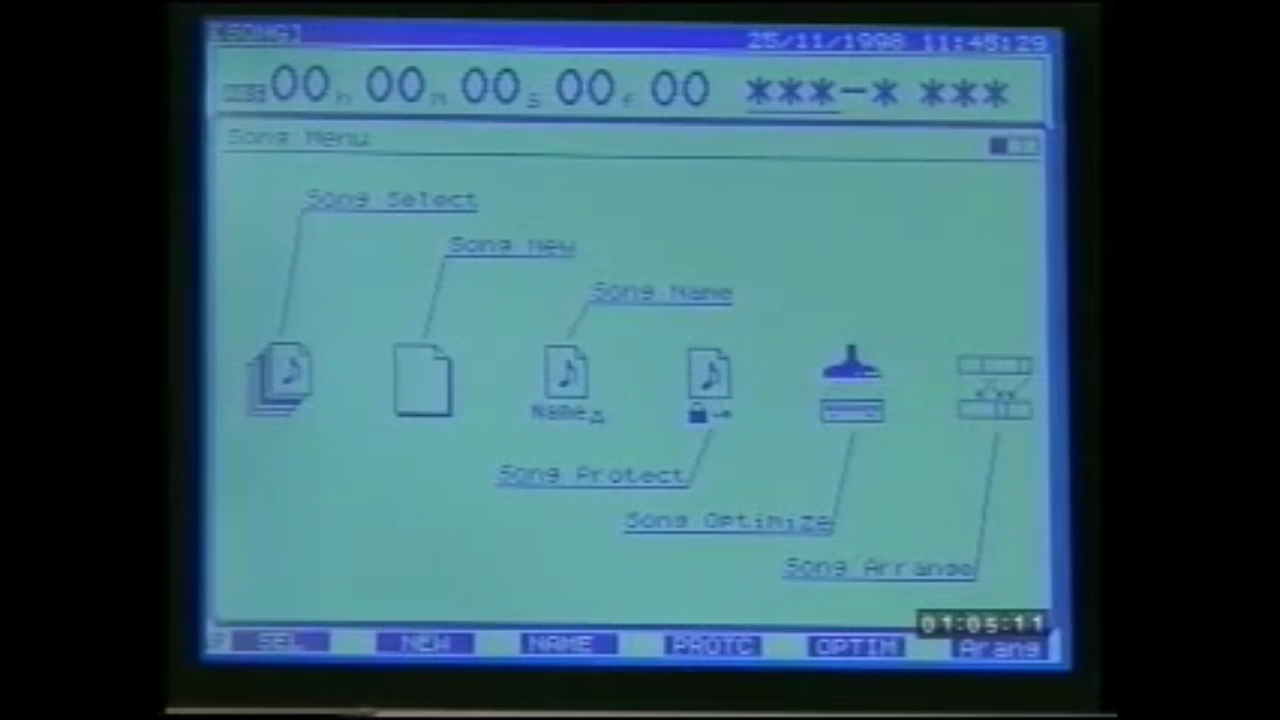 [SONG] 25/11/1998 11:45:29
00h 00m 00s 00f 00 ***-* ***
Song Menu
Song Select
Song New
Song Name
Name
Song Protect
Song Optimize
Song Arrange
01:05:11
P SEL NEW NAME PROTC OPTIM Arang